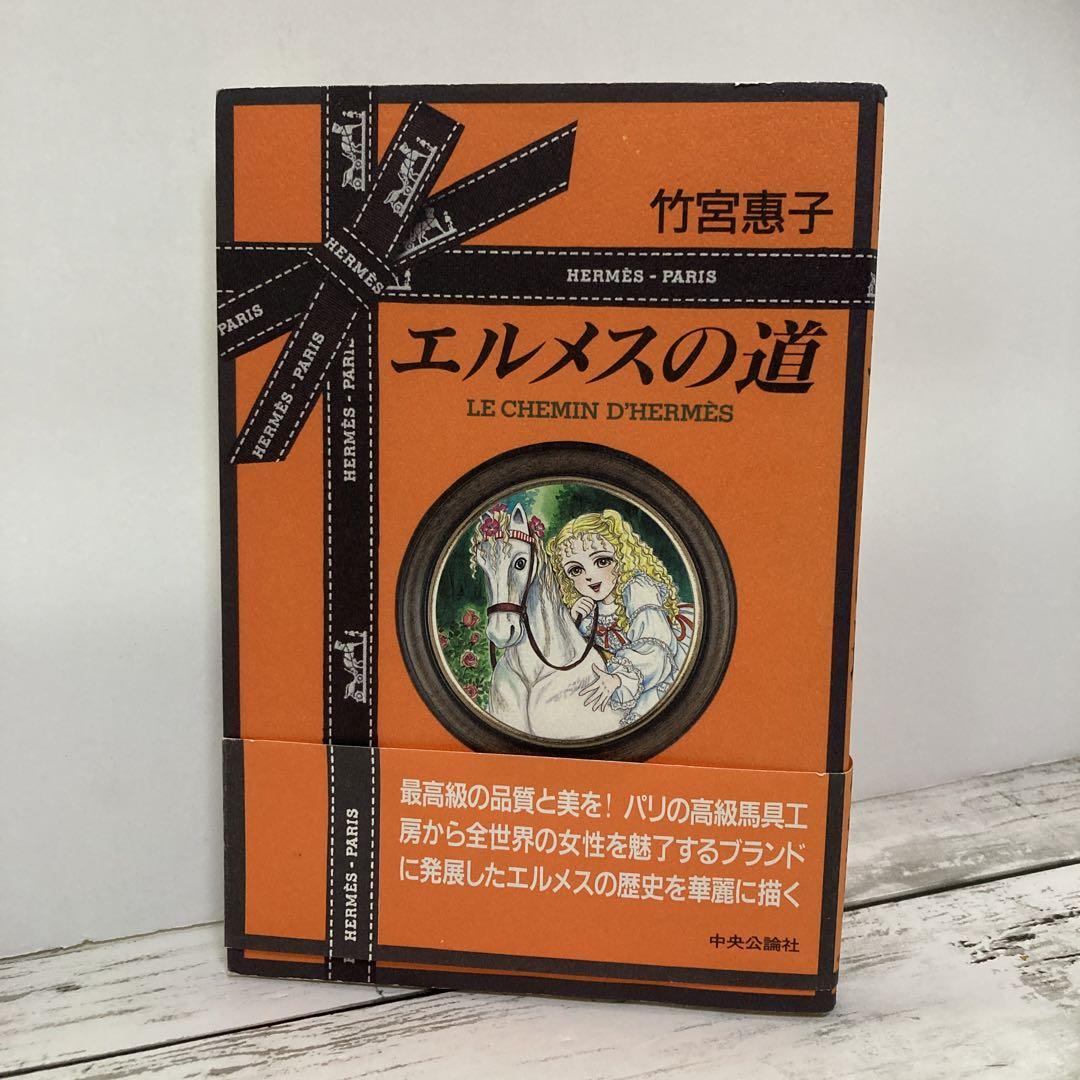 竹宮惠子
HERMÈS - PARIS
HERMÈS
PARIS
HERMÈS - PARIS
HERMÈS - PARIS
エルメスの道
LE CHEMIN D'HERMÈS
最高級の品質と美を! パリの高級馬具工
房から全世界の女性を魅了するブランド
に発展したエルメスの歴史を華麗に描く
HERMÈS - PARIS
中央公論社